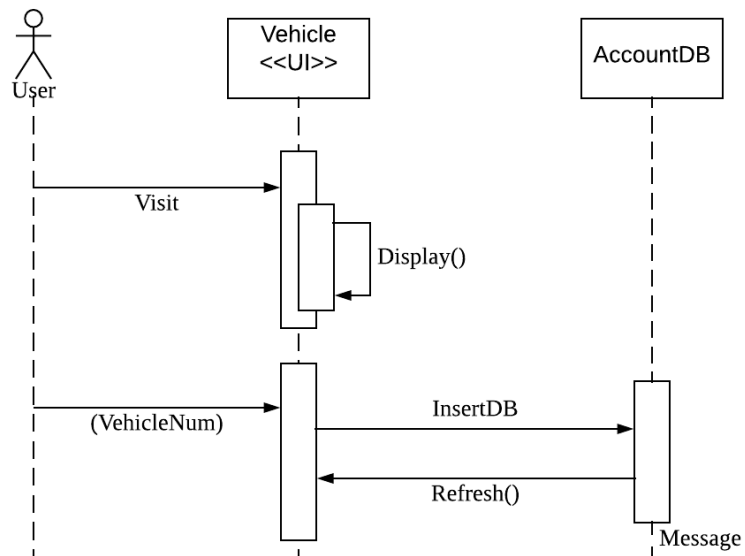 Vehicle
<<UI>>
AccountDB
User
Visit
Display()
(VehicleNum)
InsertDB
Refresh()
Message